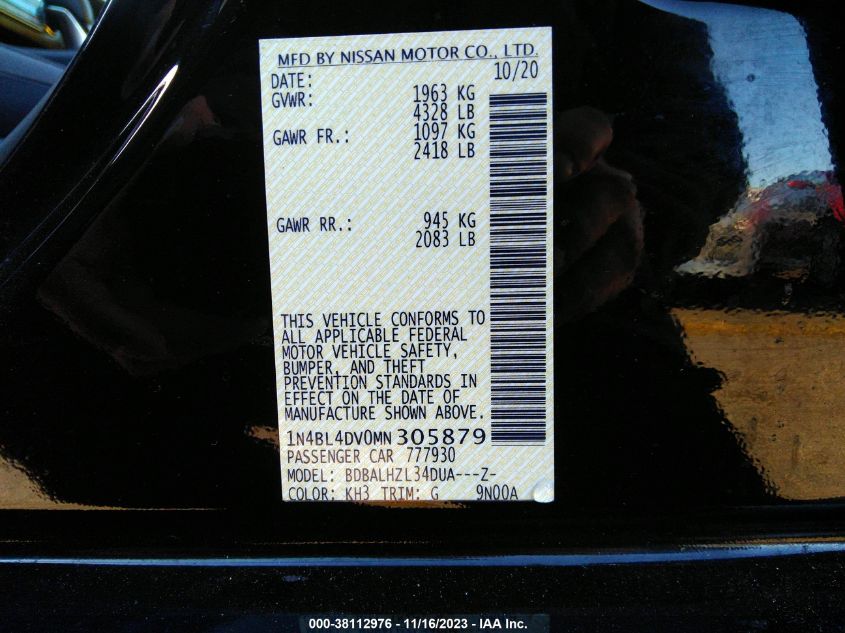 MFD BY NISSAN MOTOR CO., LTD.
DATE: 10/20
GVWR: 1963 KG
4328 LB
GAWR FR.: 1097 KG
2418 LB
GAWR RR.: 945 KG
2083 LB
THIS VEHICLE CONFORMS TO
ALL APPLICABLE FEDERAL
MOTOR VEHICLE SAFETY,
BUMPER, AND THEFT
PREVENTION STANDARDS IN
EFFECT ON THE DATE OF
MANUFACTURE SHOWN ABOVE.
1N4BL4DV0MN305879
PASSENGER CAR 777930
MODEL: BDBALHZL34DUA---Z-
COLOR: KH3 TRIM: G 9N00A
000-38112976 - 11/16/2023 - IAA Inc.